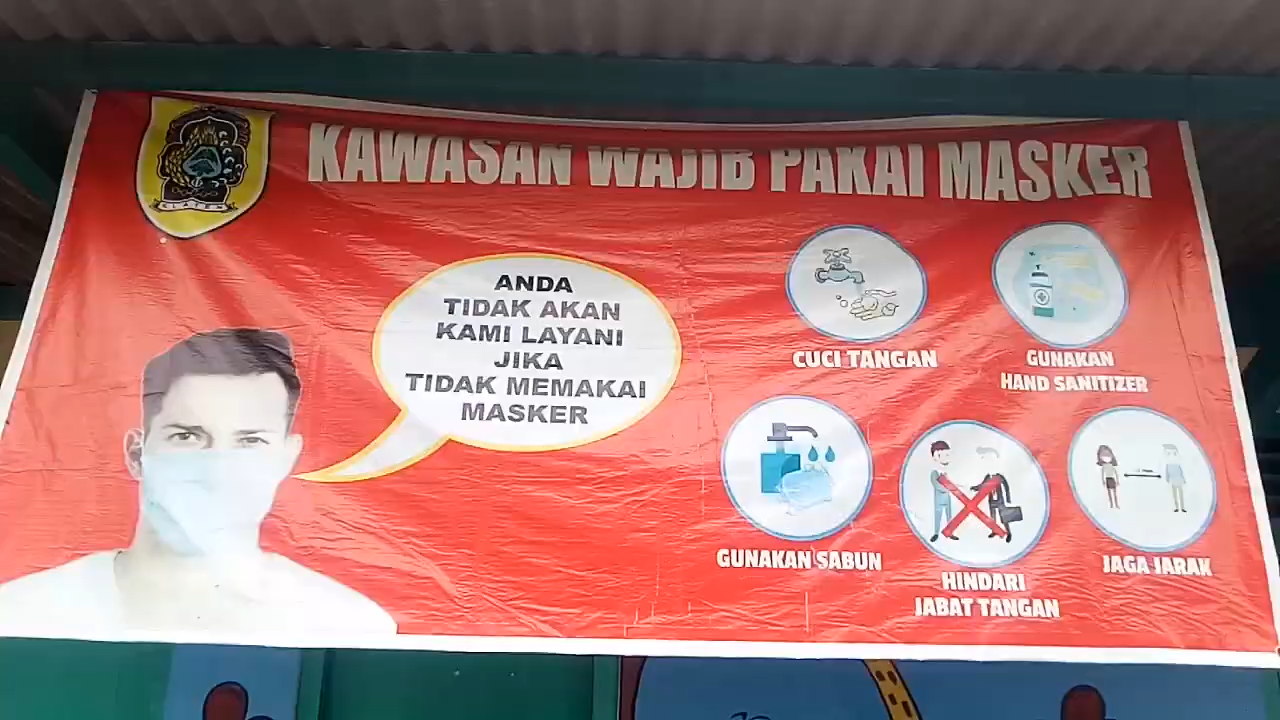 KAWASAN WAJIB PAKAI MASKER
KLATEN
ANDA
TIDAK AKAN
KAMI LAYANI
JIKA
TIDAK MEMAKAI
MASKER
CUCI TANGAN
GUNAKAN
HAND SANITIZER
GUNAKAN SABUN
HINDARI
JABAT TANGAN
JAGA JARAK